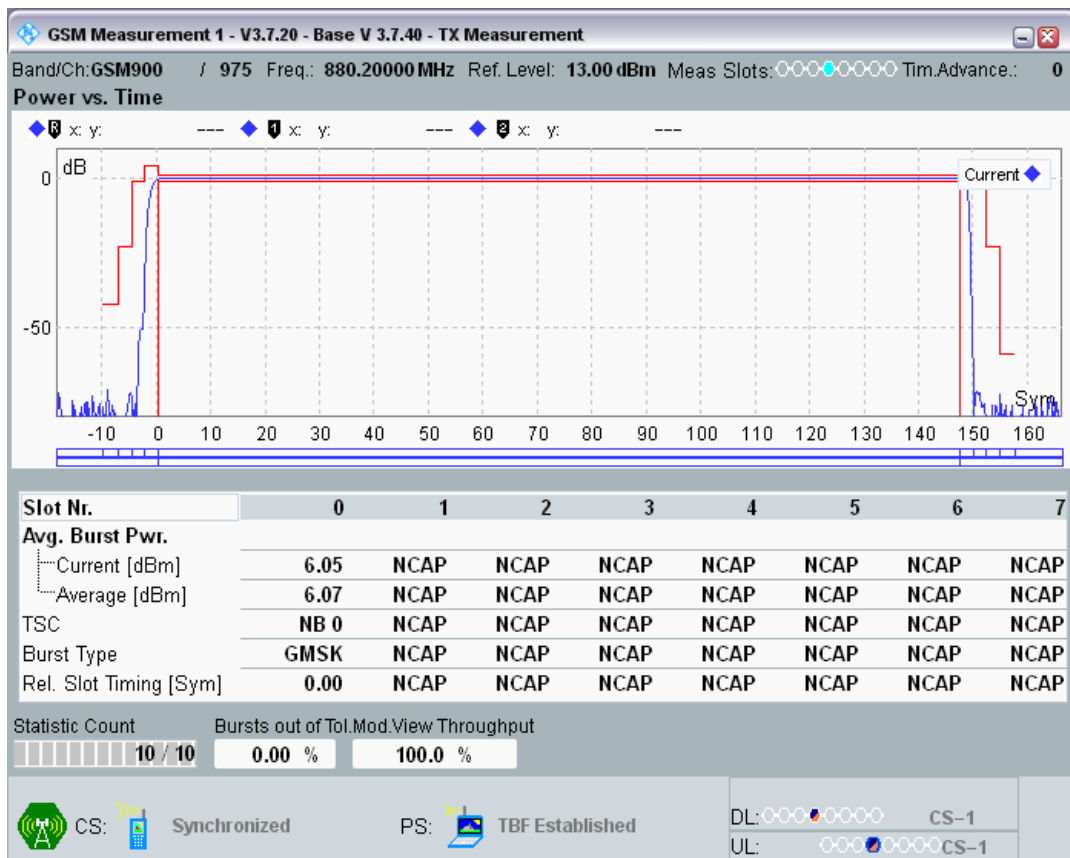 GSM Measurement 1 - V3.7.20 - Base V 3.7.40 - TX Measurement
Band/Ch:GSM900 / 975 Freq.: 880.20000 MHz Ref. Level: 13.00 dBm Meas Slots: Tim.Advance.: 0
Power vs. Time
R x: y: --- 1 x: y: --- 2 x: y: ---
dB
Current
0
-50
Sym
-10 0 10 20 30 40 50 60 70 80 90 100 110 120 130 140 150 160
Slot Nr. 0 1 2 3 4 5 6 7
Avg. Burst Pwr.
Current [dBm] 6.05 NCAP NCAP NCAP NCAP NCAP NCAP NCAP
Average [dBm] 6.07 NCAP NCAP NCAP NCAP NCAP NCAP NCAP
TSC NB 0 NCAP NCAP NCAP NCAP NCAP NCAP NCAP
Burst Type GMSK NCAP NCAP NCAP NCAP NCAP NCAP NCAP
Rel. Slot Timing [Sym] 0.00 NCAP NCAP NCAP NCAP NCAP NCAP NCAP
Statistic Count Bursts out of Tol.Mod.View Throughput
10 / 10 0.00 % 100.0 %
CS: Synchronized PS: TBF Established
DL: CS-1
UL: CS-1